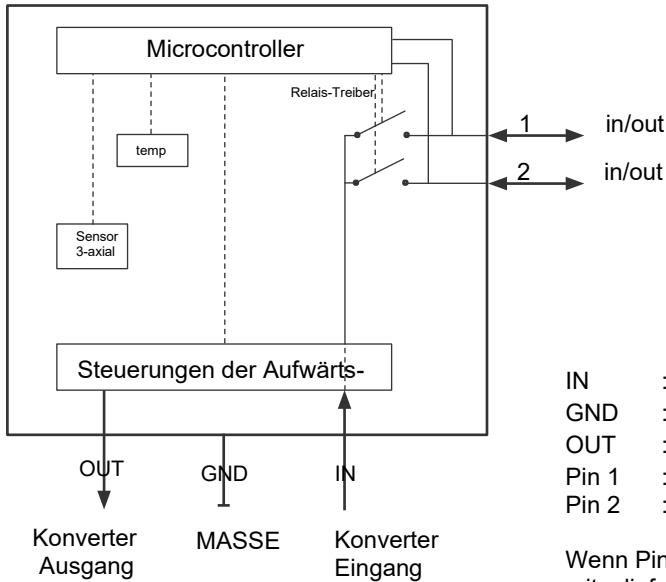 Microcontroller
Relais-Treiber
temp
Sensor
3-axial
1
in/out
2
in/out
Steuerungen der Aufwärts-
OUT
GND
IN
Konverter
Ausgang
MASSE
Konverter
Eingang
IN :
GND :
OUT :
Pin 1 :
Pin 2 :
Wenn Pin